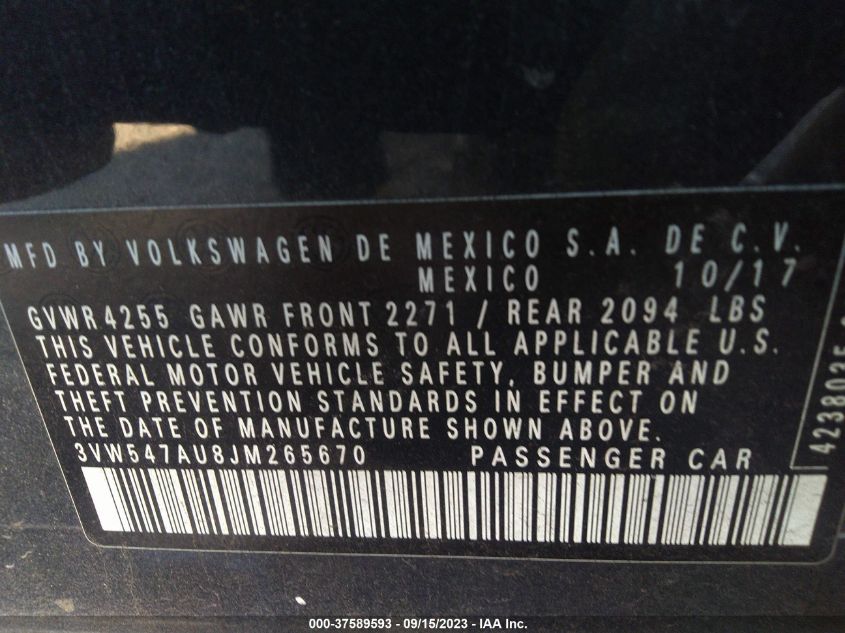 MFD BY VOLKSWAGEN DE MEXICO S.A. DE C.V.
MEXICO 10/17
GVWR 4255 GAWR FRONT 2271 / REAR 2094 LBS
THIS VEHICLE CONFORMS TO ALL APPLICABLE U.S.
FEDERAL MOTOR VEHICLE SAFETY, BUMPER AND
THEFT PREVENTION STANDARDS IN EFFECT ON
THE DATE OF MANUFACTURE SHOWN ABOVE.
3VW547AU8JM265670 PASSENGER CAR
4238035
000-37589593 - 09/15/2023 - IAA Inc.